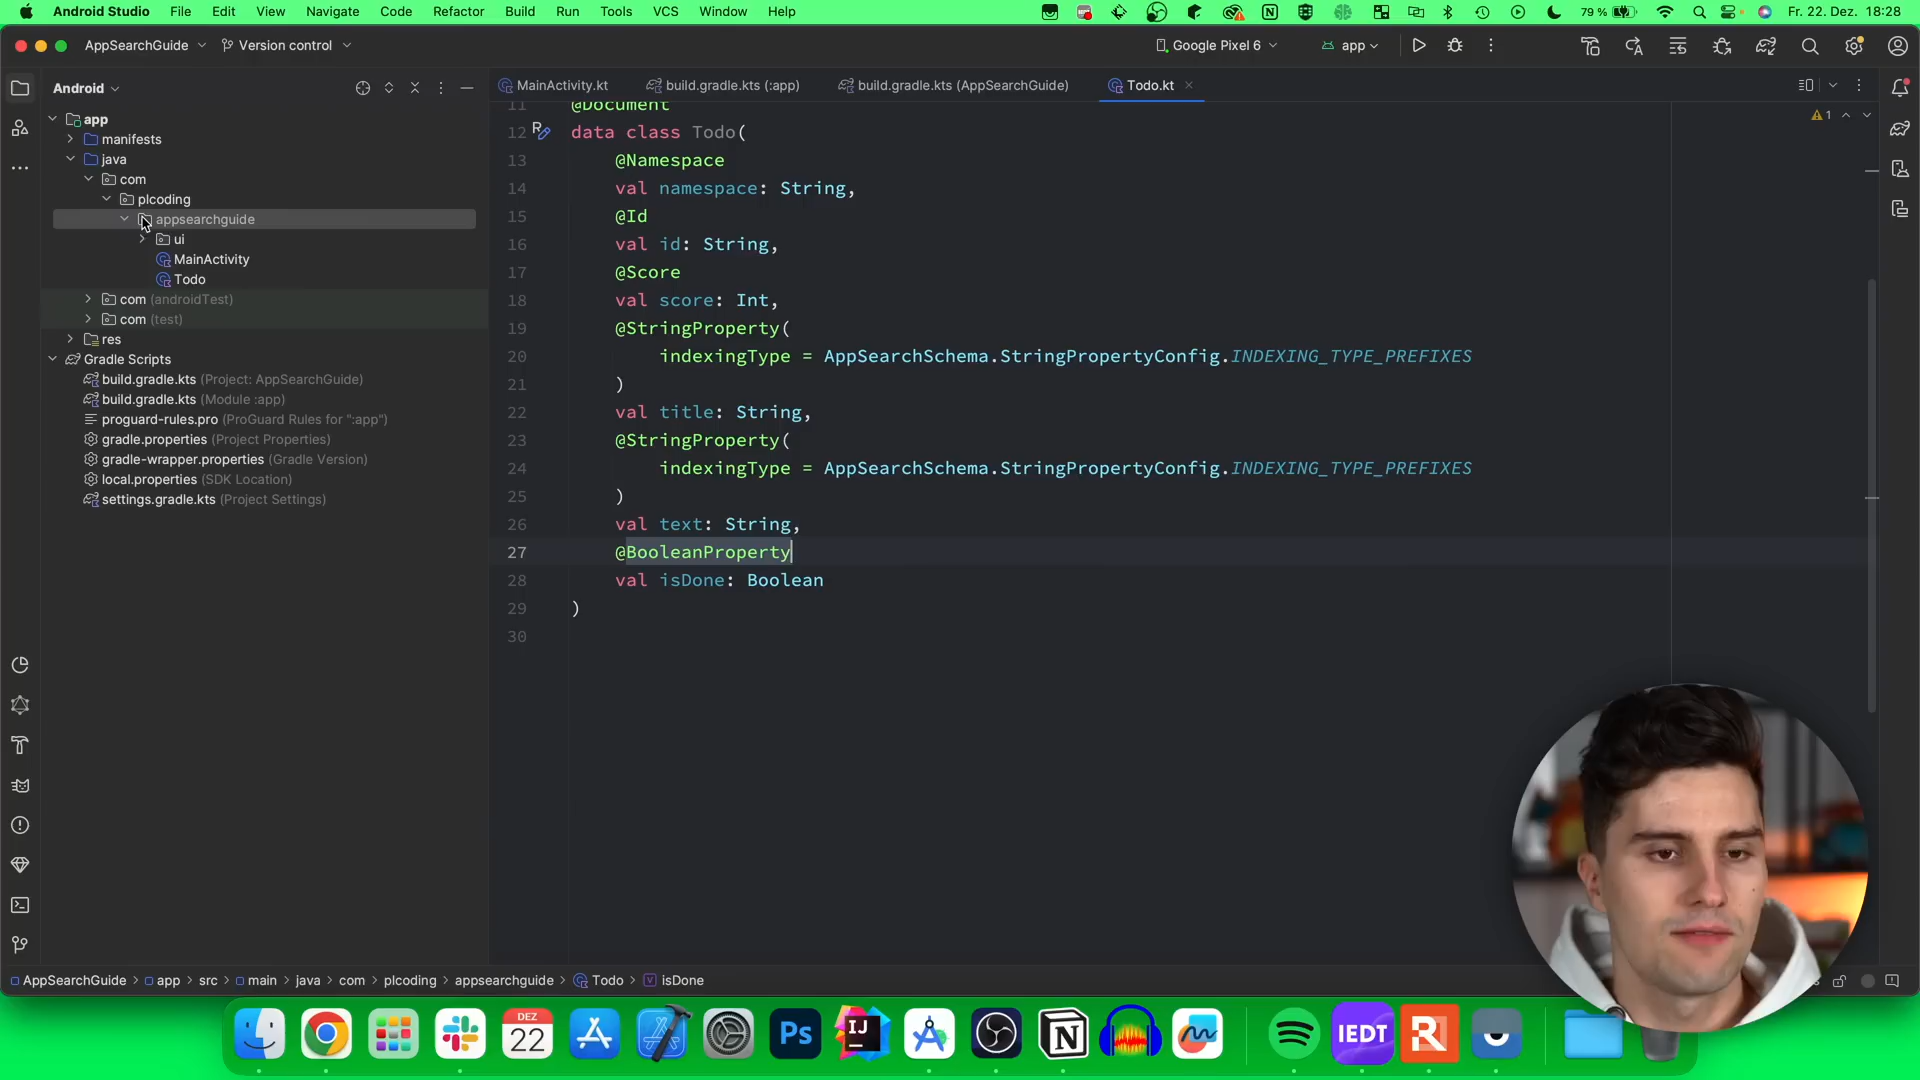 Android Studio File Edit View Navigate Code Refactor Build Run Tools VCS Window Help 79 % Fr. 22. Dez. 18:28
AppSearchGuide Version control Google Pixel 6 app
Android
MainActivity.kt build.gradle.kts (:app) build.gradle.kts (AppSearchGuide) Todo.kt
app
manifests
java
com
plcoding
appsearchguide
ui
MainActivity
Todo
com (androidTest)
com (test)
res
Gradle Scripts
build.gradle.kts (Project: AppSearchGuide)
build.gradle.kts (Module :app)
proguard-rules.pro (ProGuard Rules for ":app")
gradle.properties (Project Properties)
gradle-wrapper.properties (Gradle Version)
local.properties (SDK Location)
settings.gradle.kts (Project Settings)
1
11 @Document
12 data class Todo(
13 @Namespace
14 val namespace: String,
15 @Id
16 val id: String,
17 @Score
18 val score: Int,
19 @StringProperty(
20 indexingType = AppSearchSchema.StringPropertyConfig.INDEXING_TYPE_PREFIXES
21 )
22 val title: String,
23 @StringProperty(
24 indexingType = AppSearchSchema.StringPropertyConfig.INDEXING_TYPE_PREFIXES
25 )
26 val text: String,
27 @BooleanProperty
28 val isDone: Boolean
29 )
30
AppSearchGuide app src main java com plcoding appsearchguide Todo isDone
DEZ
22
Ps
IJ
IEDT